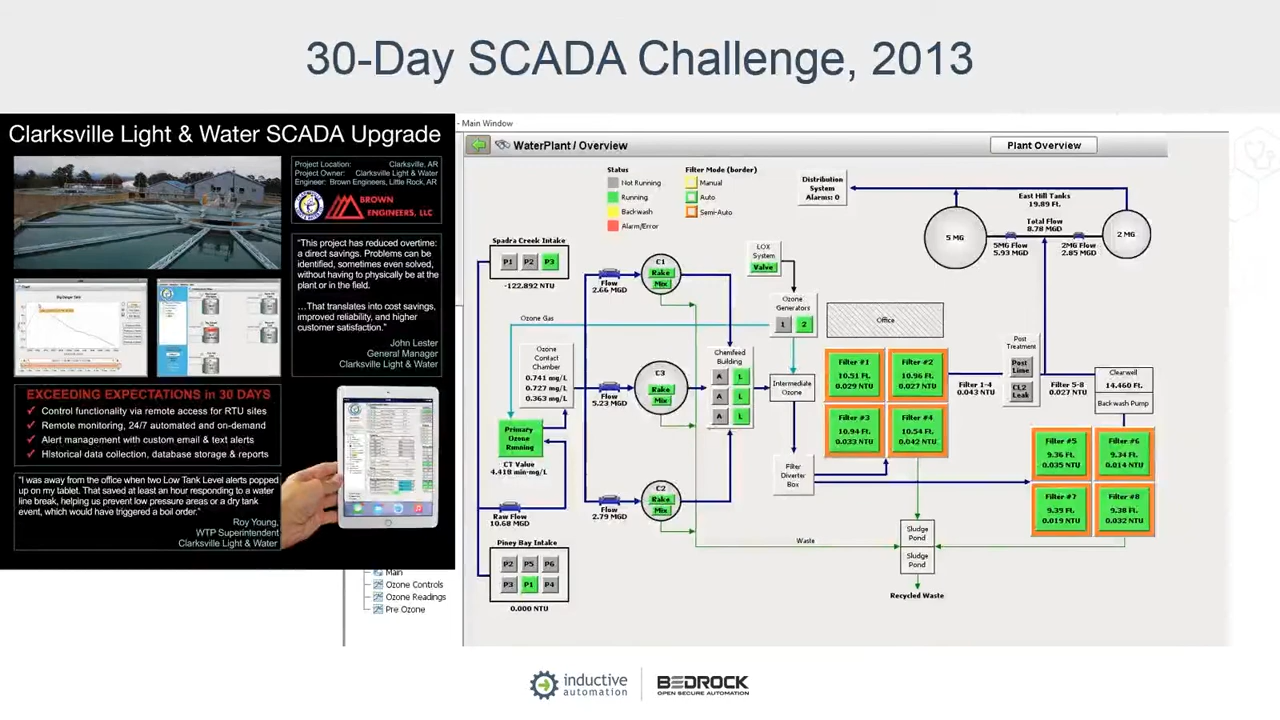 30-Day SCADA Challenge, 2013
Clarksville Light & Water SCADA Upgrade
Project Location: Clarksville, AR
Project Owner: Clarksville Light & Water
Engineer: Brown Engineers, Little Rock, AR
BROWN
ENGINEERS, LLC
"This project has reduced overtime:
a direct savings. Problems can be
identified, sometimes even solved,
without having to physically be at the
plant or in the field.
...That translates into cost savings,
improved reliability, and higher
customer satisfaction."
John Lester
General Manager
Clarksville Light & Water
EXCEEDING EXPECTATIONS in 30 DAYS
✓ Control functionality via remote access for RTU sites
✓ Remote monitoring, 24/7 automated and on-demand
✓ Alert management with custom email & text alerts
✓ Historical data collection, database storage & reports
"I was away from the office when two Low Tank Level alerts popped
up on my tablet. That saved at least an hour responding to a water
line break, helping us prevent low pressure areas or a dry tank
event, which would have triggered a boil order."
Roy Young,
WTP Superintendent
Clarksville Light & Water
Main
Ozone Controls
Ozone Readings
Pre Ozone
- Main Window
WaterPlant / Overview
Plant Overview
Status
Not Running
Running
Backwash
Alarm/Error
Filter Mode (border)
Manual
Auto
Semi-Auto
Distribution
System
Alarms: 0
East Hill Tanks
19.89 Ft.
Total Flow
8.78 MGD
5 MG
2 MG
5MG Flow
5.93 MGD
2MG Flow
2.85 MGD
Spadra Creek Intake
P1 P2 P3
-122.892 NTU
Flow
2.66 MGD
C1
Rake
Mix
LOX
System
Valve
Ozone
Generators
1 2
Office
Ozone Gas
Ozone
Contact
Chamber
0.741 mg/L
0.727 mg/L
0.363 mg/L
Flow
5.23 MGD
C3
Rake
Mix
Chemfeed
Building
A L
A L
A L
Intermediate
Ozone
Filter #1
10.51 Ft.
0.029 NTU
Filter #2
10.96 Ft.
0.027 NTU
Filter #3
10.94 Ft.
0.033 NTU
Filter #4
10.54 Ft.
0.042 NTU
Filter 1-4
0.043 NTU
Post
Treatment
Post
Lime
CL2
Leak
Filter 5-8
0.027 NTU
Clearwell
14.460 Ft.
Backwash Pump
Primary
Ozone
Running
CT Value
4.418 min-mg/L
Filter
Diverter
Box
Filter #5
9.36 Ft.
0.035 NTU
Filter #6
9.34 Ft.
0.014 NTU
Filter #7
9.39 Ft.
0.019 NTU
Filter #8
9.38 Ft.
0.032 NTU
Raw Flow
10.68 MGD
Flow
2.79 MGD
C2
Rake
Mix
Waste
Sludge
Pond
Sludge
Pond
Recycled Waste
Piney Bay Intake
P2 P5 P6
P3 P1 P4
0.000 NTU
inductive
automation
BEDROCK
OPEN SECURE AUTOMATION